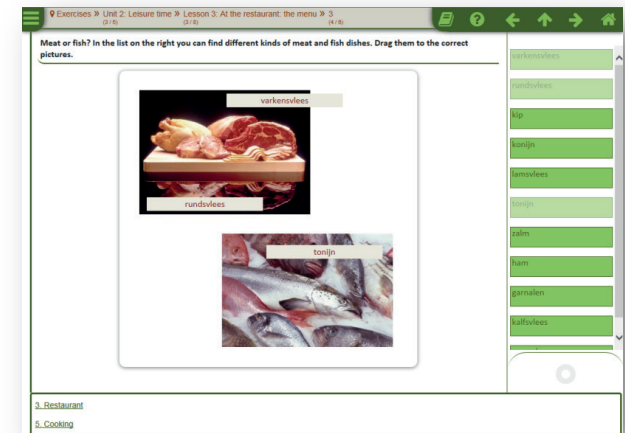 Exercises » Unit 2: Leisure time » Lesson 3: At the restaurant: the menu » 3
(2 / 5) (3 / 8) (4 / 8)
Meat or fish? In the list on the right you can find different kinds of meat and fish dishes. Drag them to the correct
pictures.
varkensvlees
rundsvlees
tonijn
varkensvlees
rundsvlees
kip
konijn
lamsvlees
tonijn
zalm
ham
garnalen
kalfsvlees
3. Restaurant
5. Cooking